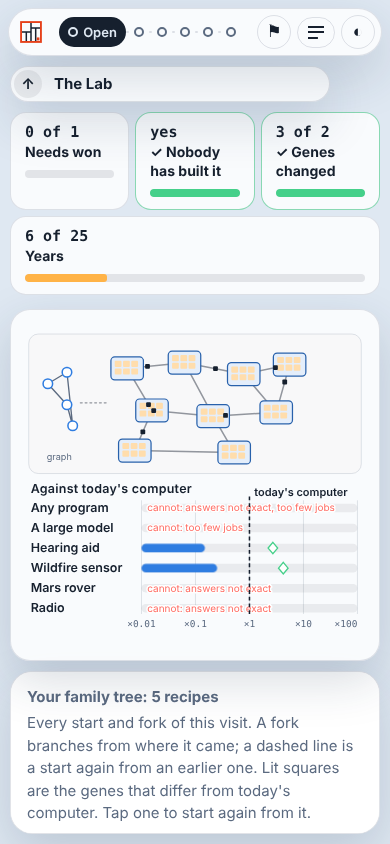 Open
The Lab
0 of 1
Needs won
yes
✓ Nobody
has built it
3 of 2
✓ Genes
changed
6 of 25
Years
graph
Against today's computer
today's computer
Any program
cannot: answers not exact, too few jobs
A large model
cannot: too few jobs
Hearing aid
Wildfire sensor
Mars rover
cannot: answers not exact
Radio
cannot: answers not exact
×0.01 ×0.1 ×1 ×10 ×100
Your family tree: 5 recipes
Every start and fork of this visit. A fork
branches from where it came; a dashed line is
a start again from an earlier one. Lit squares
are the genes that differ from today's
computer. Tap one to start again from it.